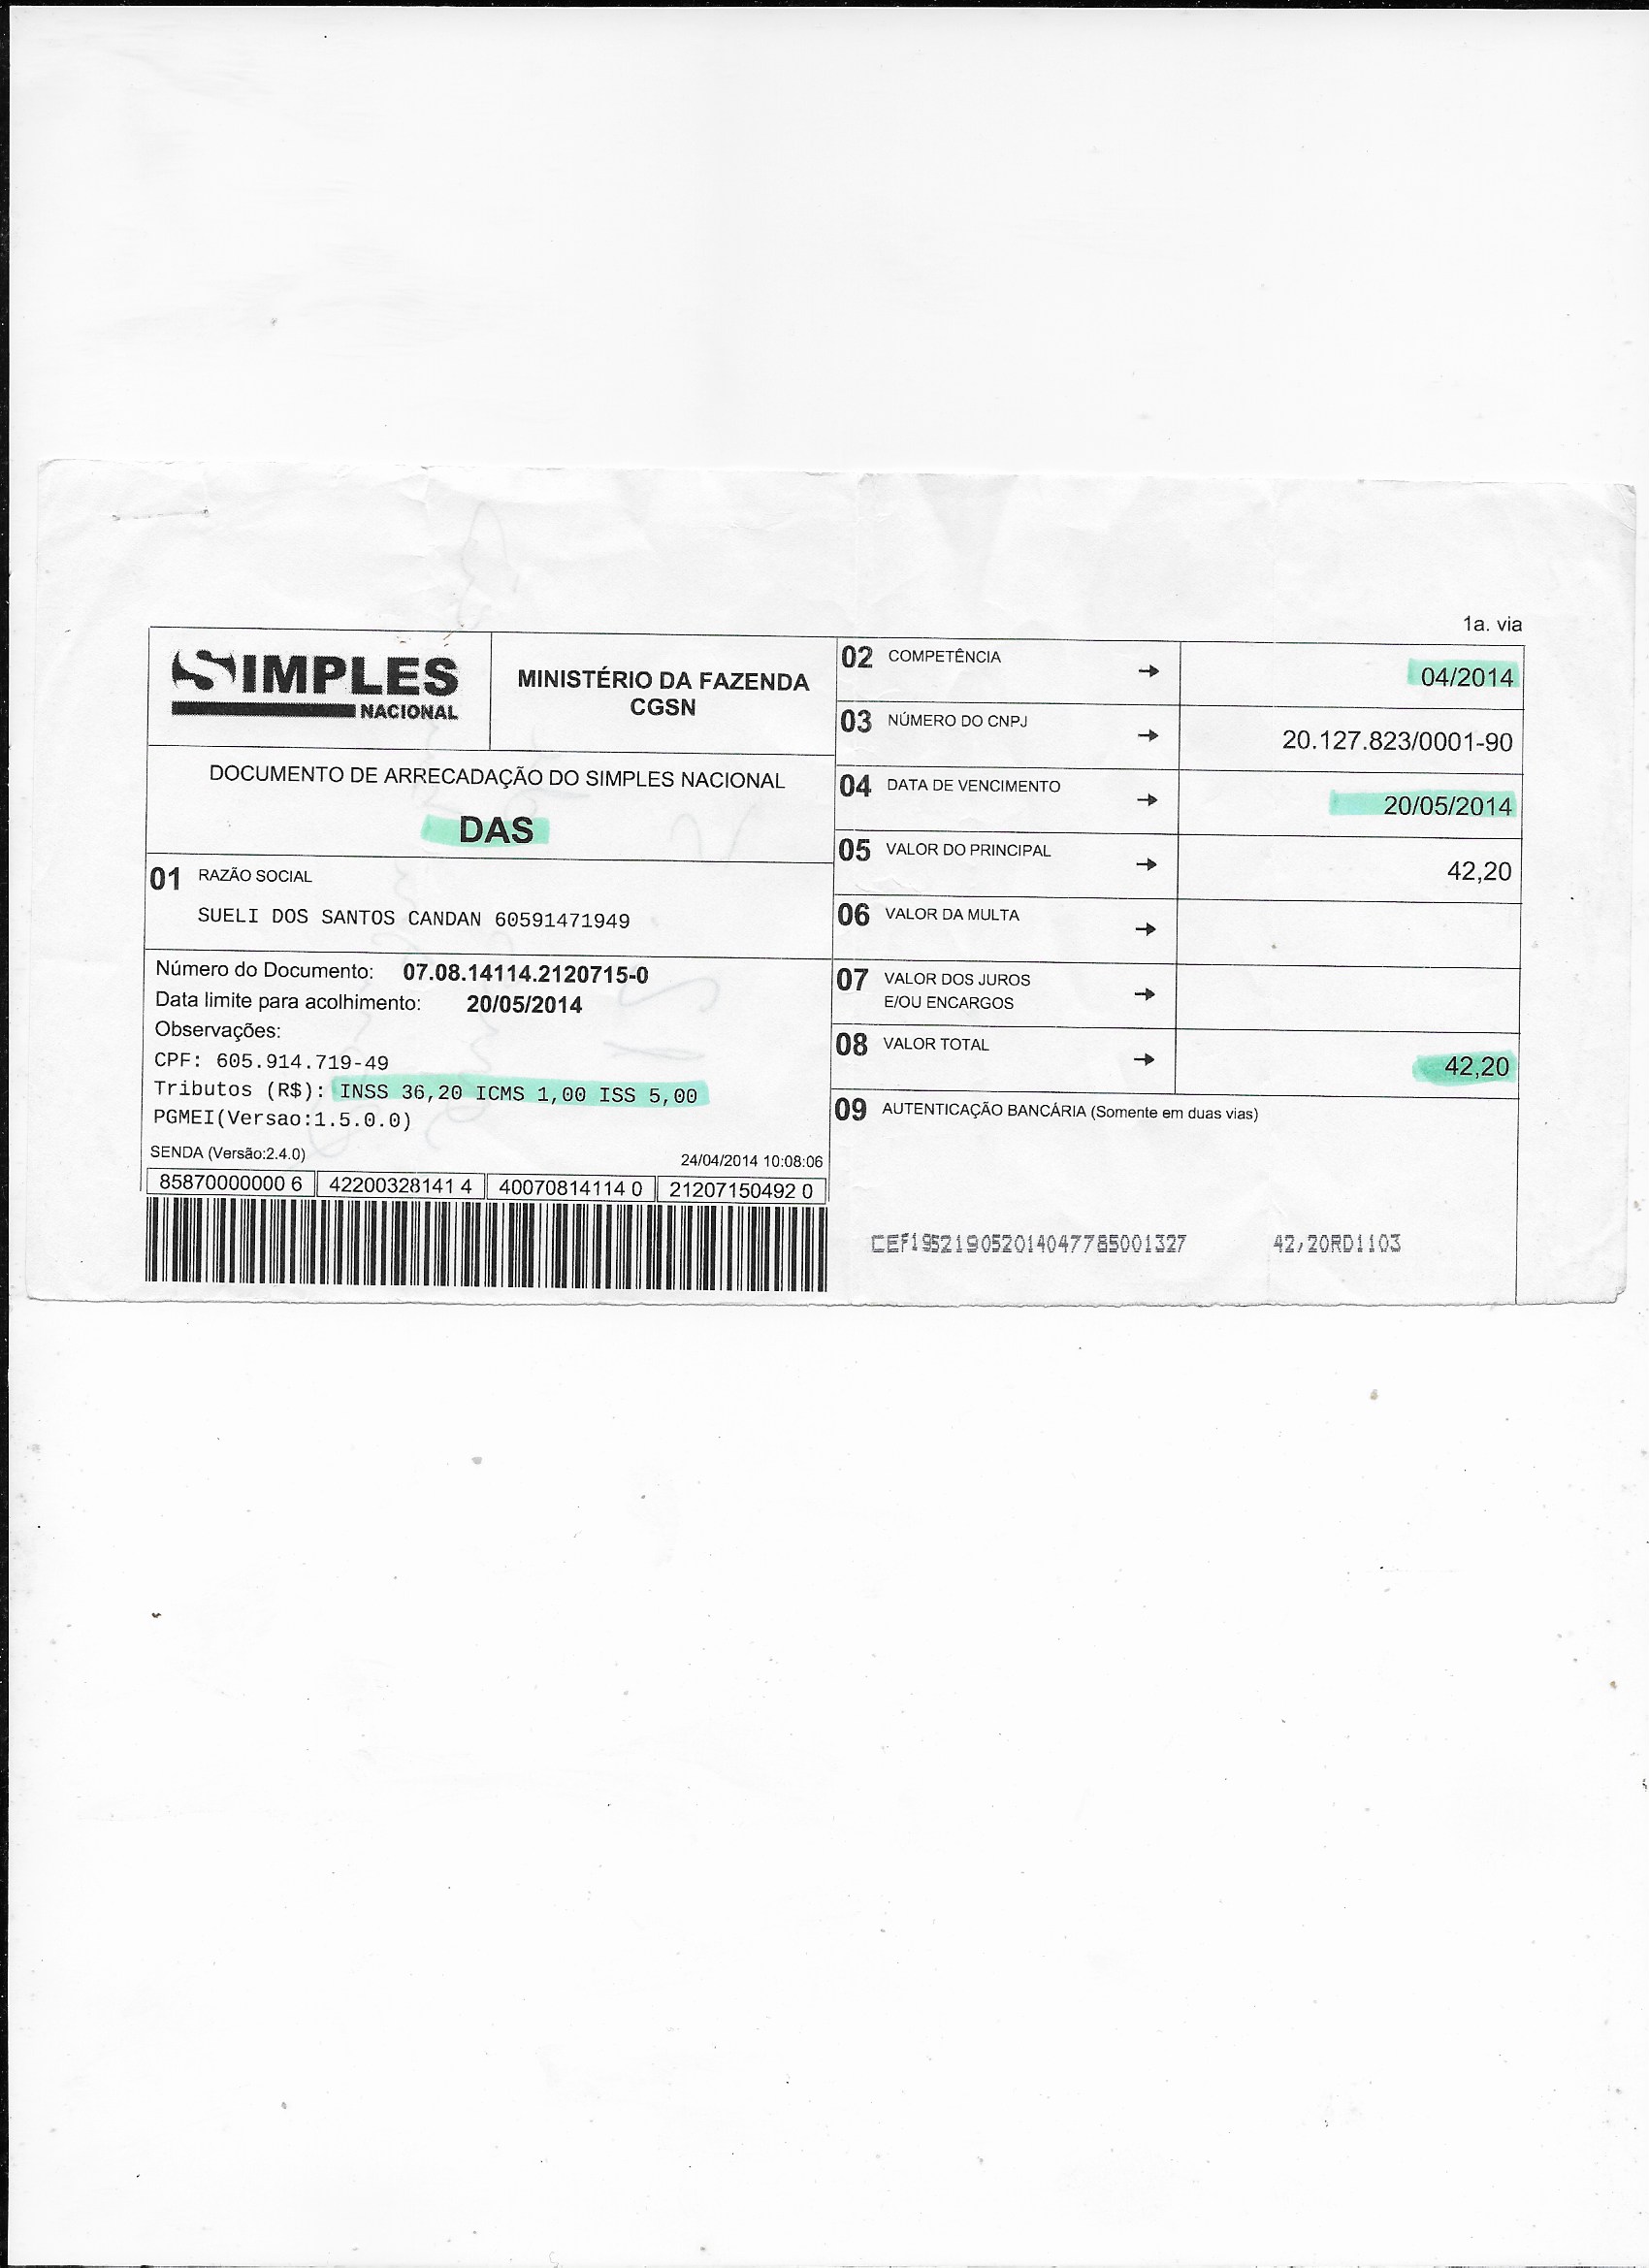 1a. via
SIMPLES
NACIONAL
MINISTÉRIO DA FAZENDA
CGSN
DOCUMENTO DE ARRECADAÇÃO DO SIMPLES NACIONAL
DAS
01 RAZÃO SOCIAL
SUELI DOS SANTOS CANDAN 60591471949
Número do Documento: 07.08.14114.2120715-0
Data limite para acolhimento: 20/05/2014
Observações:
CPF: 605.914.719-49
Tributos (R$): INSS 36,20 ICMS 1,00 ISS 5,00
PGMEI(Versao:1.5.0.0)
SENDA (Versão:2.4.0) 24/04/2014 10:08:06
85870000000 6 42200328141 4 40070814114 0 21207150492 0
02 COMPETÊNCIA → 04/2014
03 NÚMERO DO CNPJ → 20.127.823/0001-90
04 DATA DE VENCIMENTO → 20/05/2014
05 VALOR DO PRINCIPAL → 42,20
06 VALOR DA MULTA →
07 VALOR DOS JUROS →
E/OU ENCARGOS
08 VALOR TOTAL → 42,20
09 AUTENTICAÇÃO BANCÁRIA (Somente em duas vias)
CEF195219052014047785001327 42,20RD1103